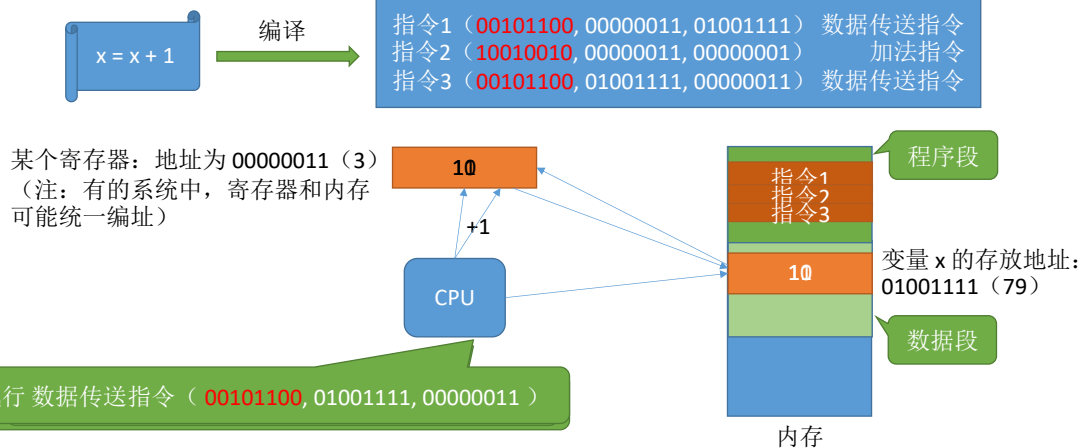 x = x + 1
编译
指令1（00101100, 00000011, 01001111） 数据传送指令
指令2（10010010, 00000011, 00000001） 加法指令
指令3（00101100, 01001111, 00000011） 数据传送指令
某个寄存器：地址为 00000011（3）
（注：有的系统中，寄存器和内存
可能统一编址）
+1
CPU
程序段
指令1
指令2
指令3
变量 x 的存放地址：
01001111（79）
数据段
行 数据传送指令（ 00101100, 01001111, 00000011 ）
内存